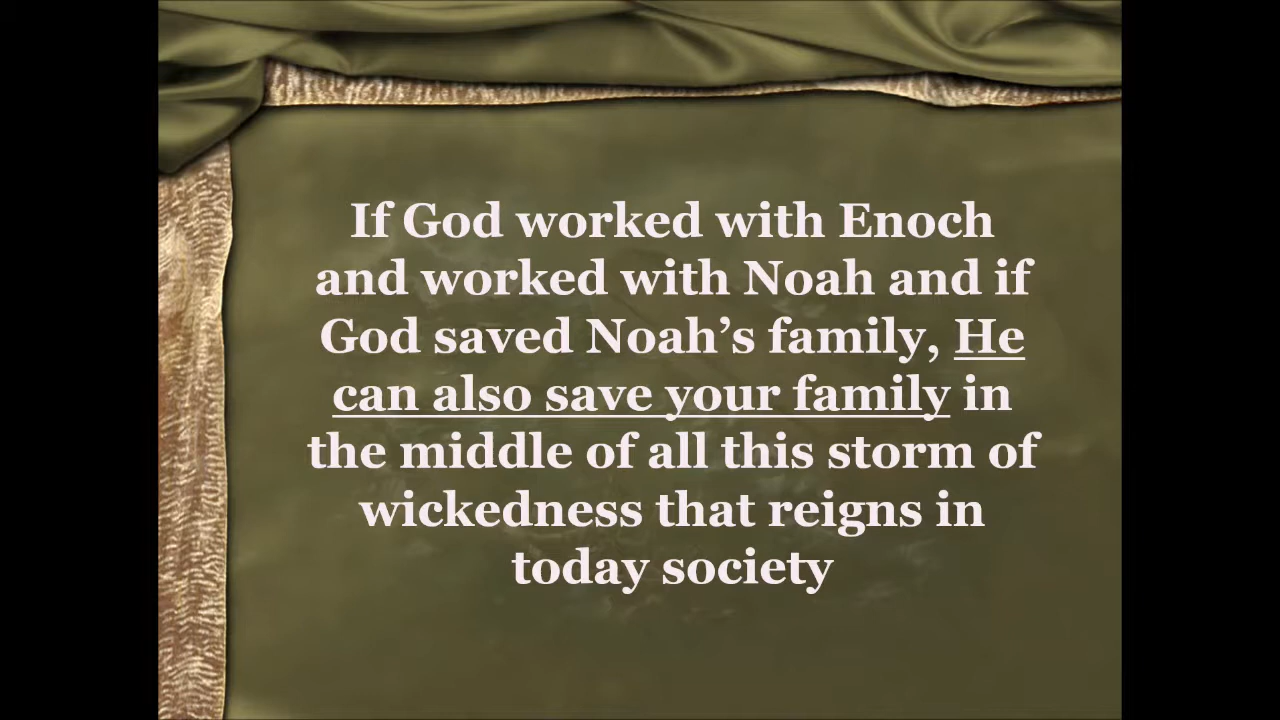 If God worked with Enoch
and worked with Noah and if
God saved Noah’s family, He
can also save your family in
the middle of all this storm of
wickedness that reigns in
today society